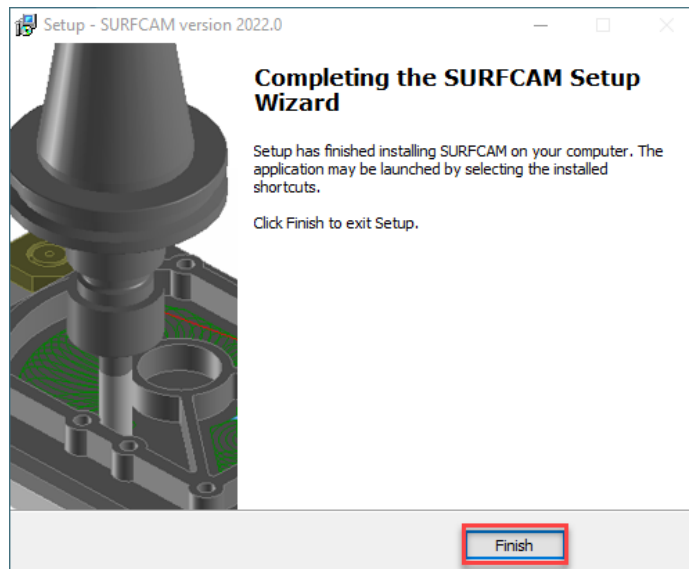 Setup - SURFCAM version 2022.0
Completing the SURFCAM Setup
Wizard
Setup has finished installing SURFCAM on your computer. The
application may be launched by selecting the installed
shortcuts.
Click Finish to exit Setup.
Finish